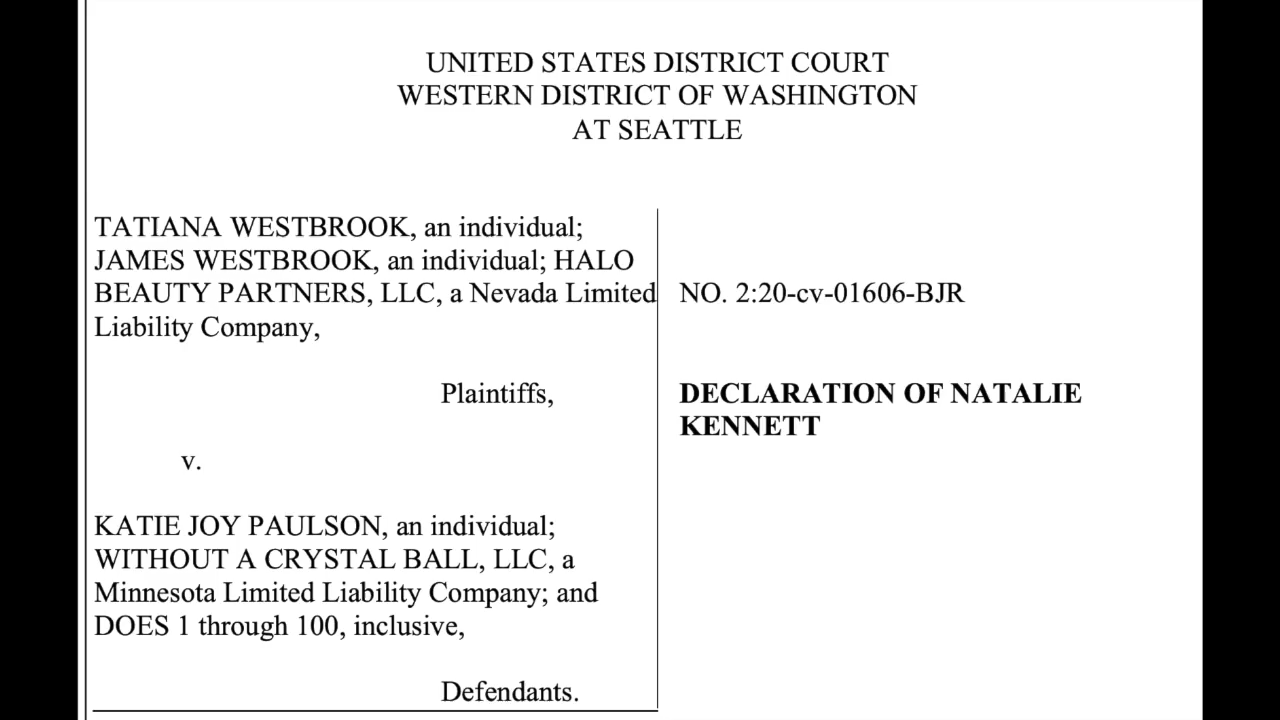 UNITED STATES DISTRICT COURT
WESTERN DISTRICT OF WASHINGTON
AT SEATTLE
TATIANA WESTBROOK, an individual;
JAMES WESTBROOK, an individual; HALO
BEAUTY PARTNERS, LLC, a Nevada Limited
Liability Company,
Plaintiffs,
v.
KATIE JOY PAULSON, an individual;
WITHOUT A CRYSTAL BALL, LLC, a
Minnesota Limited Liability Company; and
DOES 1 through 100, inclusive,
Defendants.
NO. 2:20-cv-01606-BJR
DECLARATION OF NATALIE
KENNETT